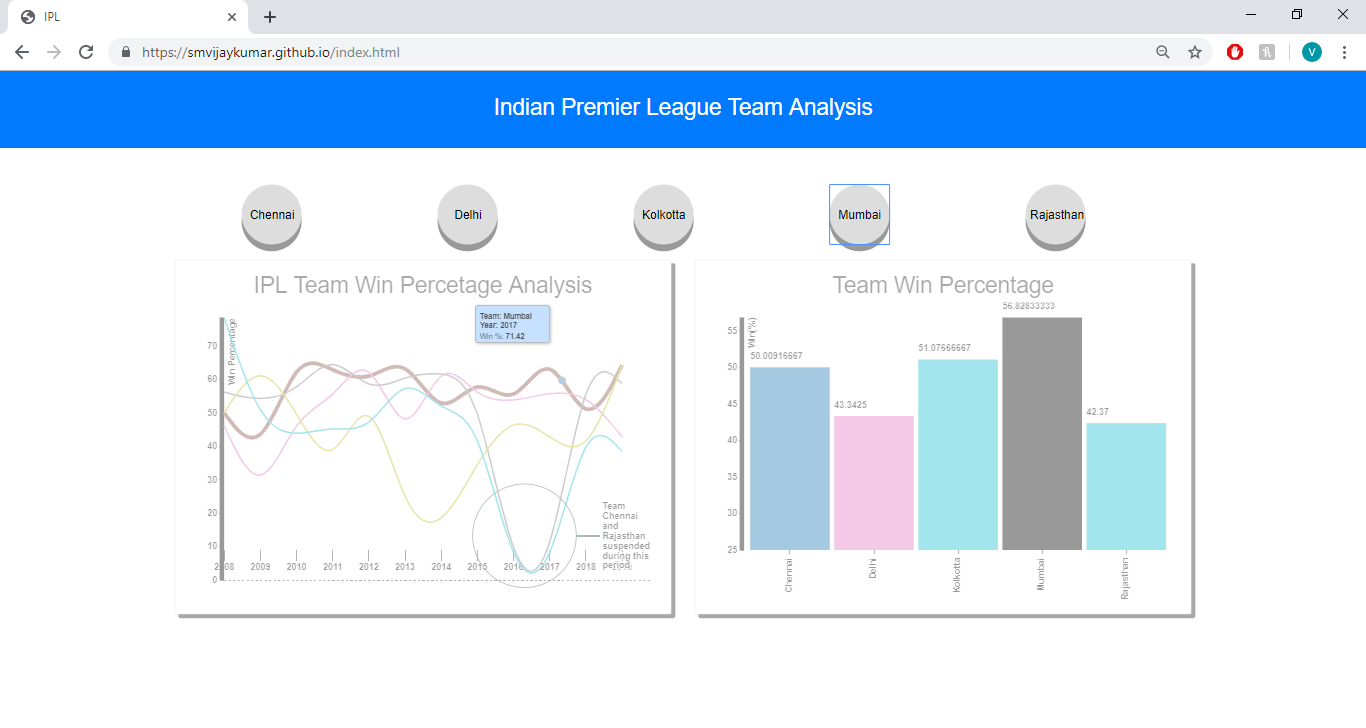 IPL
https://smvijaykumar.github.io/index.html
V
Indian Premier League Team Analysis
Chennai
Delhi
Kolkotta
Mumbai
Rajasthan
IPL Team Win Percetage Analysis
Team: Mumbai
Year: 2017
Win %: 71.42
Win Percentage
70
60
50
40
30
20
10
0
2008 2009 2010 2011 2012 2013 2014 2015 2016 2017 2018 2019
Team
Chennai
and
Rajasthan
suspended
during this
period
Team Win Percentage
Win(%)
55
50
45
40
35
30
25
50.00916667
43.3425
51.07666667
56.82833333
42.37
Chennai
Delhi
Kolkotta
Mumbai
Rajasthan